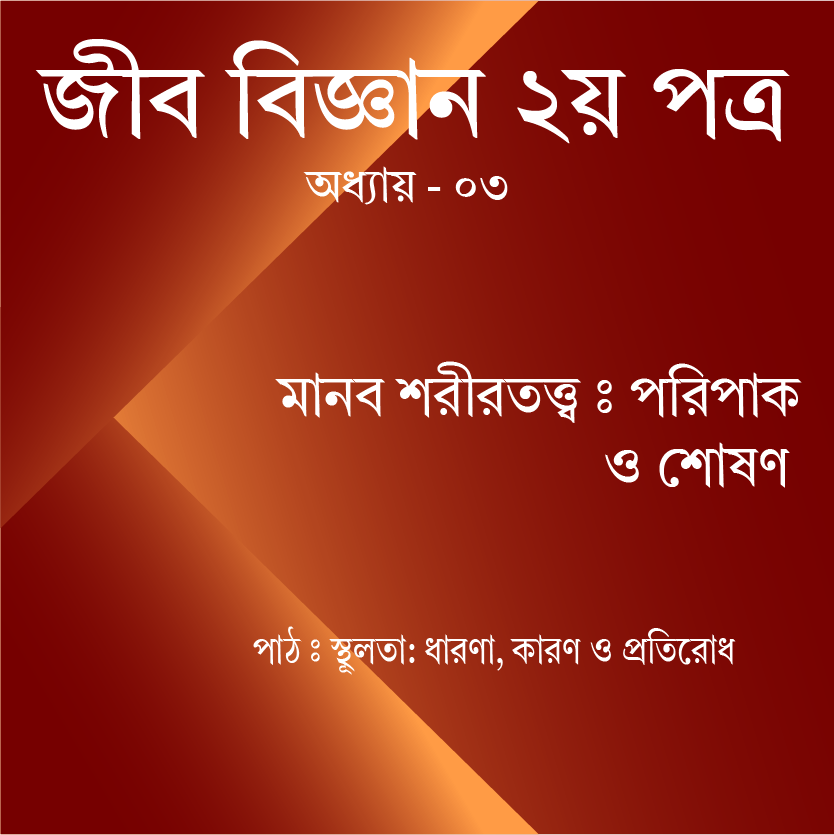 জীব বিজ্ঞান ২য় পত্র
অধ্যায় - ০৩
মানব শরীরতত্ত্ব ঃ পরিপাক
ও শোষণ
পাঠ ঃ স্থূলতা: ধারণা, কারণ ও প্রতিরোধ